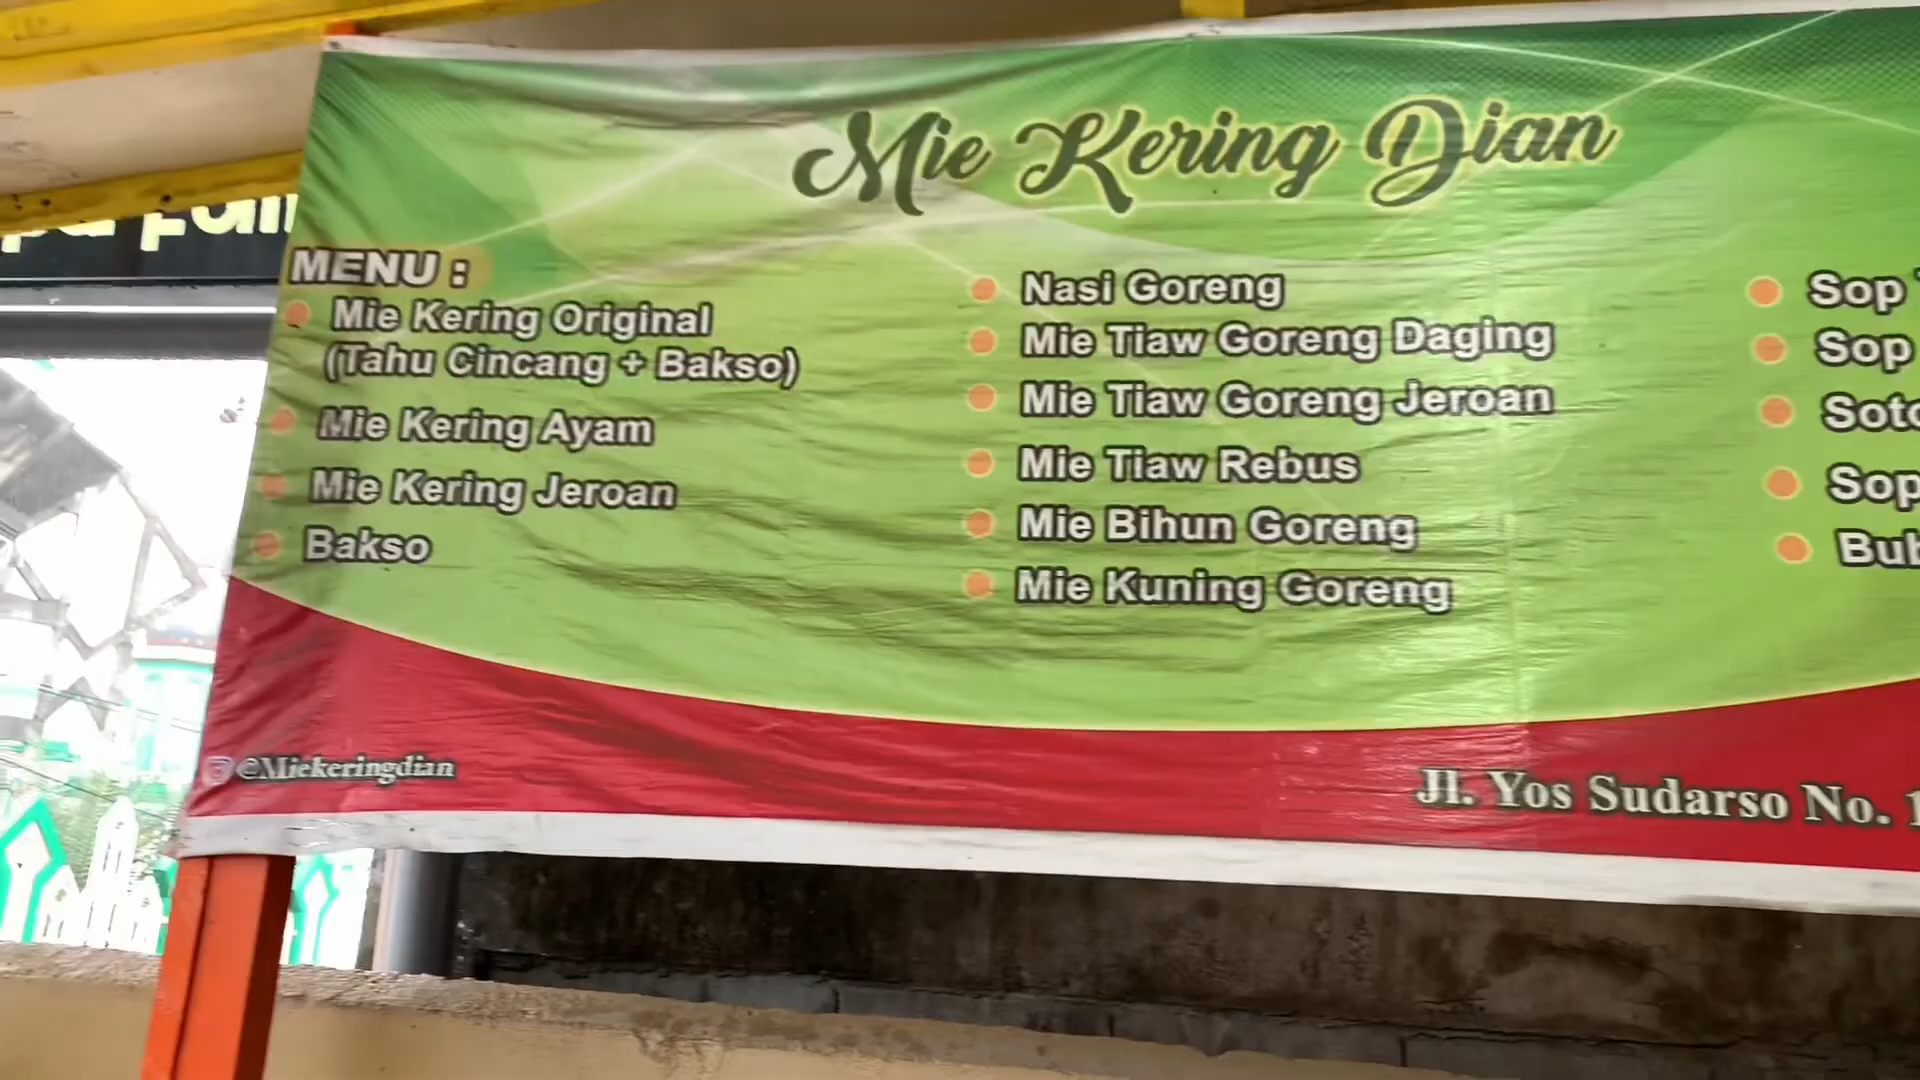 Mie Kering Dian
MENU :
Mie Kering Original
(Tahu Cincang + Bakso)
Mie Kering Ayam
Mie Kering Jeroan
Bakso
Nasi Goreng
Mie Tiaw Goreng Daging
Mie Tiaw Goreng Jeroan
Mie Tiaw Rebus
Mie Bihun Goreng
Mie Kuning Goreng
Sop
Sop
Sop
@Miekeringdian
Jl. Yos Sudarso No.